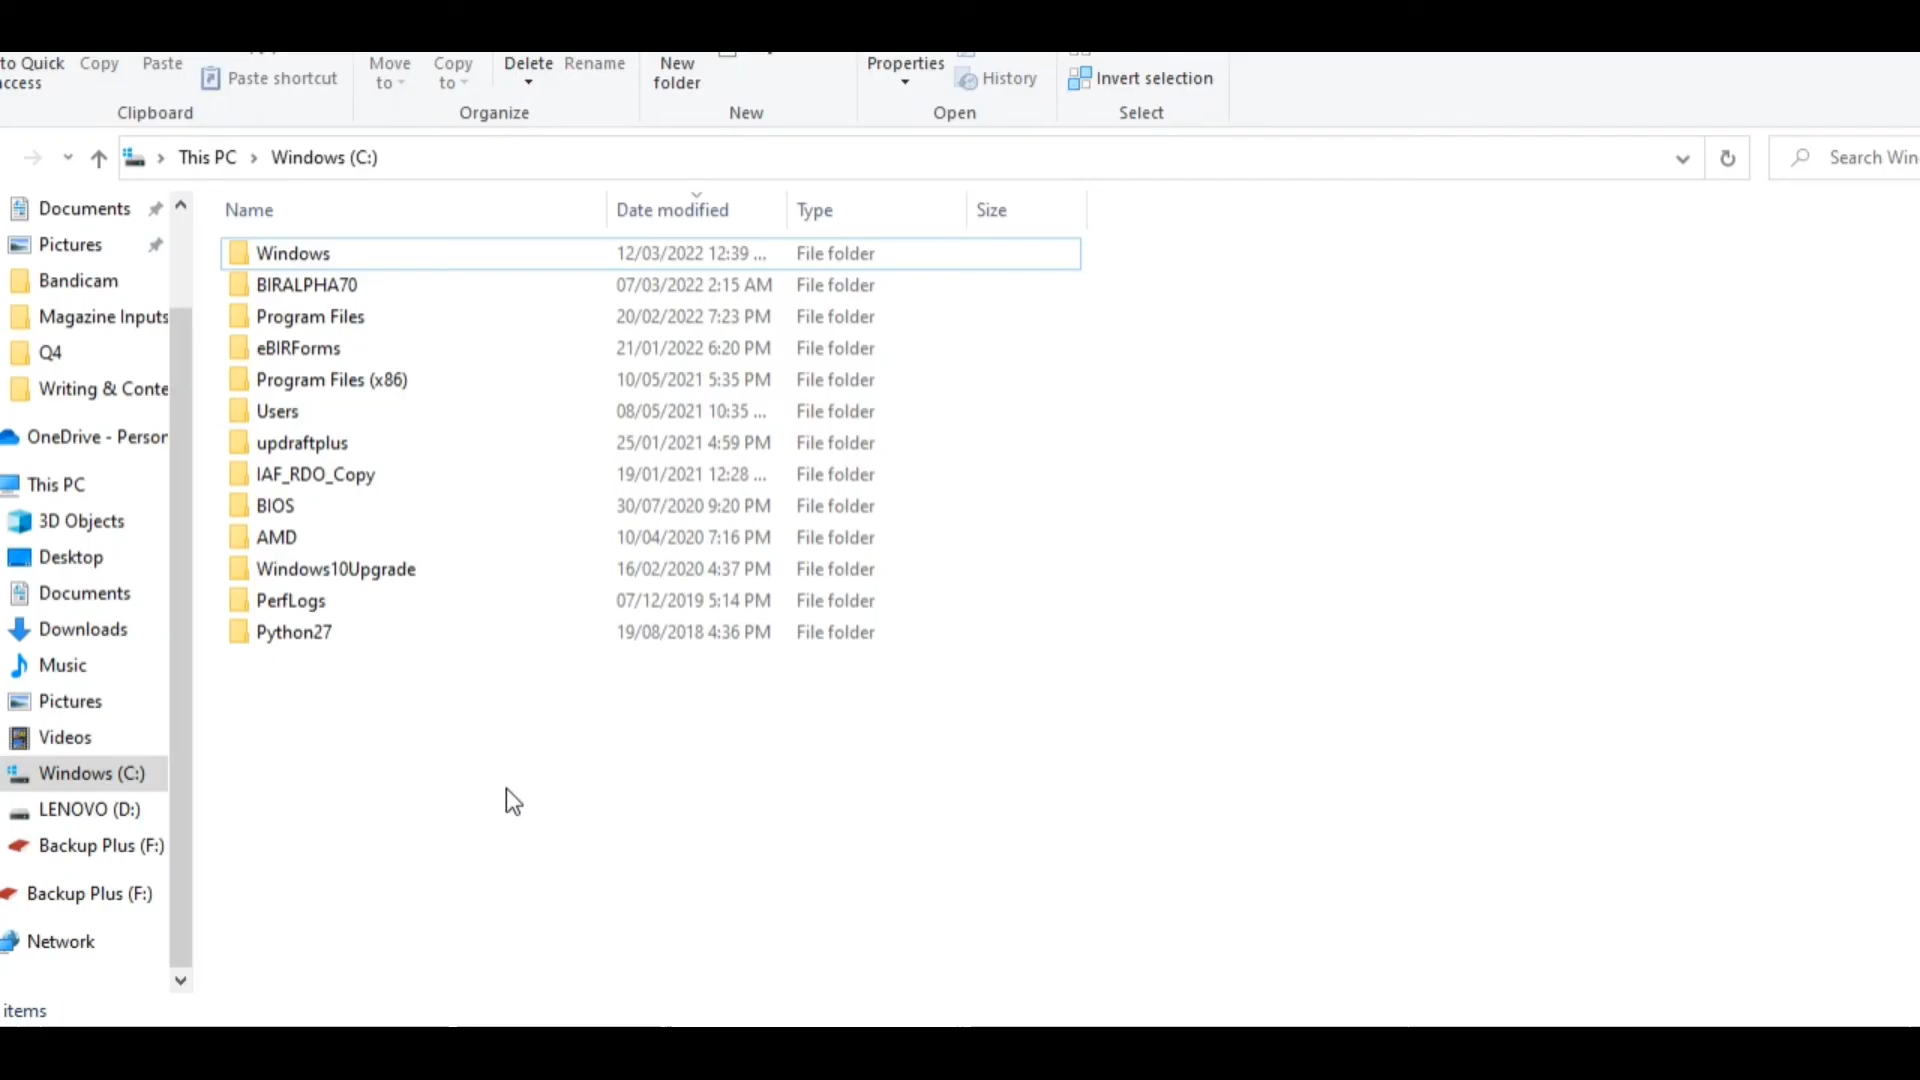 to Quick
ccess
Copy
Paste
Paste shortcut
Clipboard
Move
to
Copy
to
Delete
Rename
Organize
New
folder
New
Properties
History
Open
Invert selection
Select
This PC > Windows (C:)
Search Win
Documents
Pictures
Bandicam
Magazine Inputs
Q4
Writing & Conte
OneDrive - Person
This PC
3D Objects
Desktop
Documents
Downloads
Music
Pictures
Videos
Windows (C:)
LENOVO (D:)
Backup Plus (F:)
Backup Plus (F:)
Network
Name Date modified Type Size
Windows 12/03/2022 12:39 ... File folder
BIRALPHA70 07/03/2022 2:15 AM File folder
Program Files 20/02/2022 7:23 PM File folder
eBIRForms 21/01/2022 6:20 PM File folder
Program Files (x86) 10/05/2021 5:35 PM File folder
Users 08/05/2021 10:35 ... File folder
updraftplus 25/01/2021 4:59 PM File folder
IAF_RDO_Copy 19/01/2021 12:28 ... File folder
BIOS 30/07/2020 9:20 PM File folder
AMD 10/04/2020 7:16 PM File folder
Windows10Upgrade 16/02/2020 4:37 PM File folder
PerfLogs 07/12/2019 5:14 PM File folder
Python27 19/08/2018 4:36 PM File folder
items